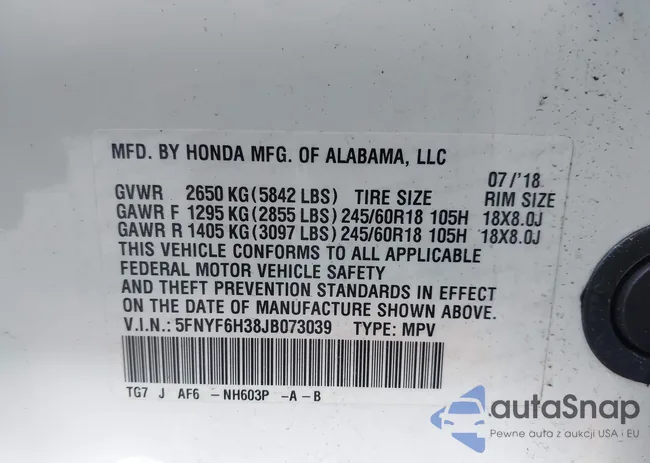 MFD. BY HONDA MFG. OF ALABAMA, LLC
07/'18
GVWR 2650 KG(5842 LBS) TIRE SIZE RIM SIZE
GAWR F 1295 KG(2855 LBS) 245/60R18 105H 18X8.0J
GAWR R 1405 KG(3097 LBS) 245/60R18 105H 18X8.0J
THIS VEHICLE CONFORMS TO ALL APPLICABLE
FEDERAL MOTOR VEHICLE SAFETY
AND THEFT PREVENTION STANDARDS IN EFFECT
ON THE DATE OF MANUFACTURE SHOWN ABOVE.
V.I.N.: 5FNYF6H38JB073039 TYPE: MPV
TG7 J AF6 -NH603P -A-B
autaSnap
Pewne auta z aukcji USA i EU